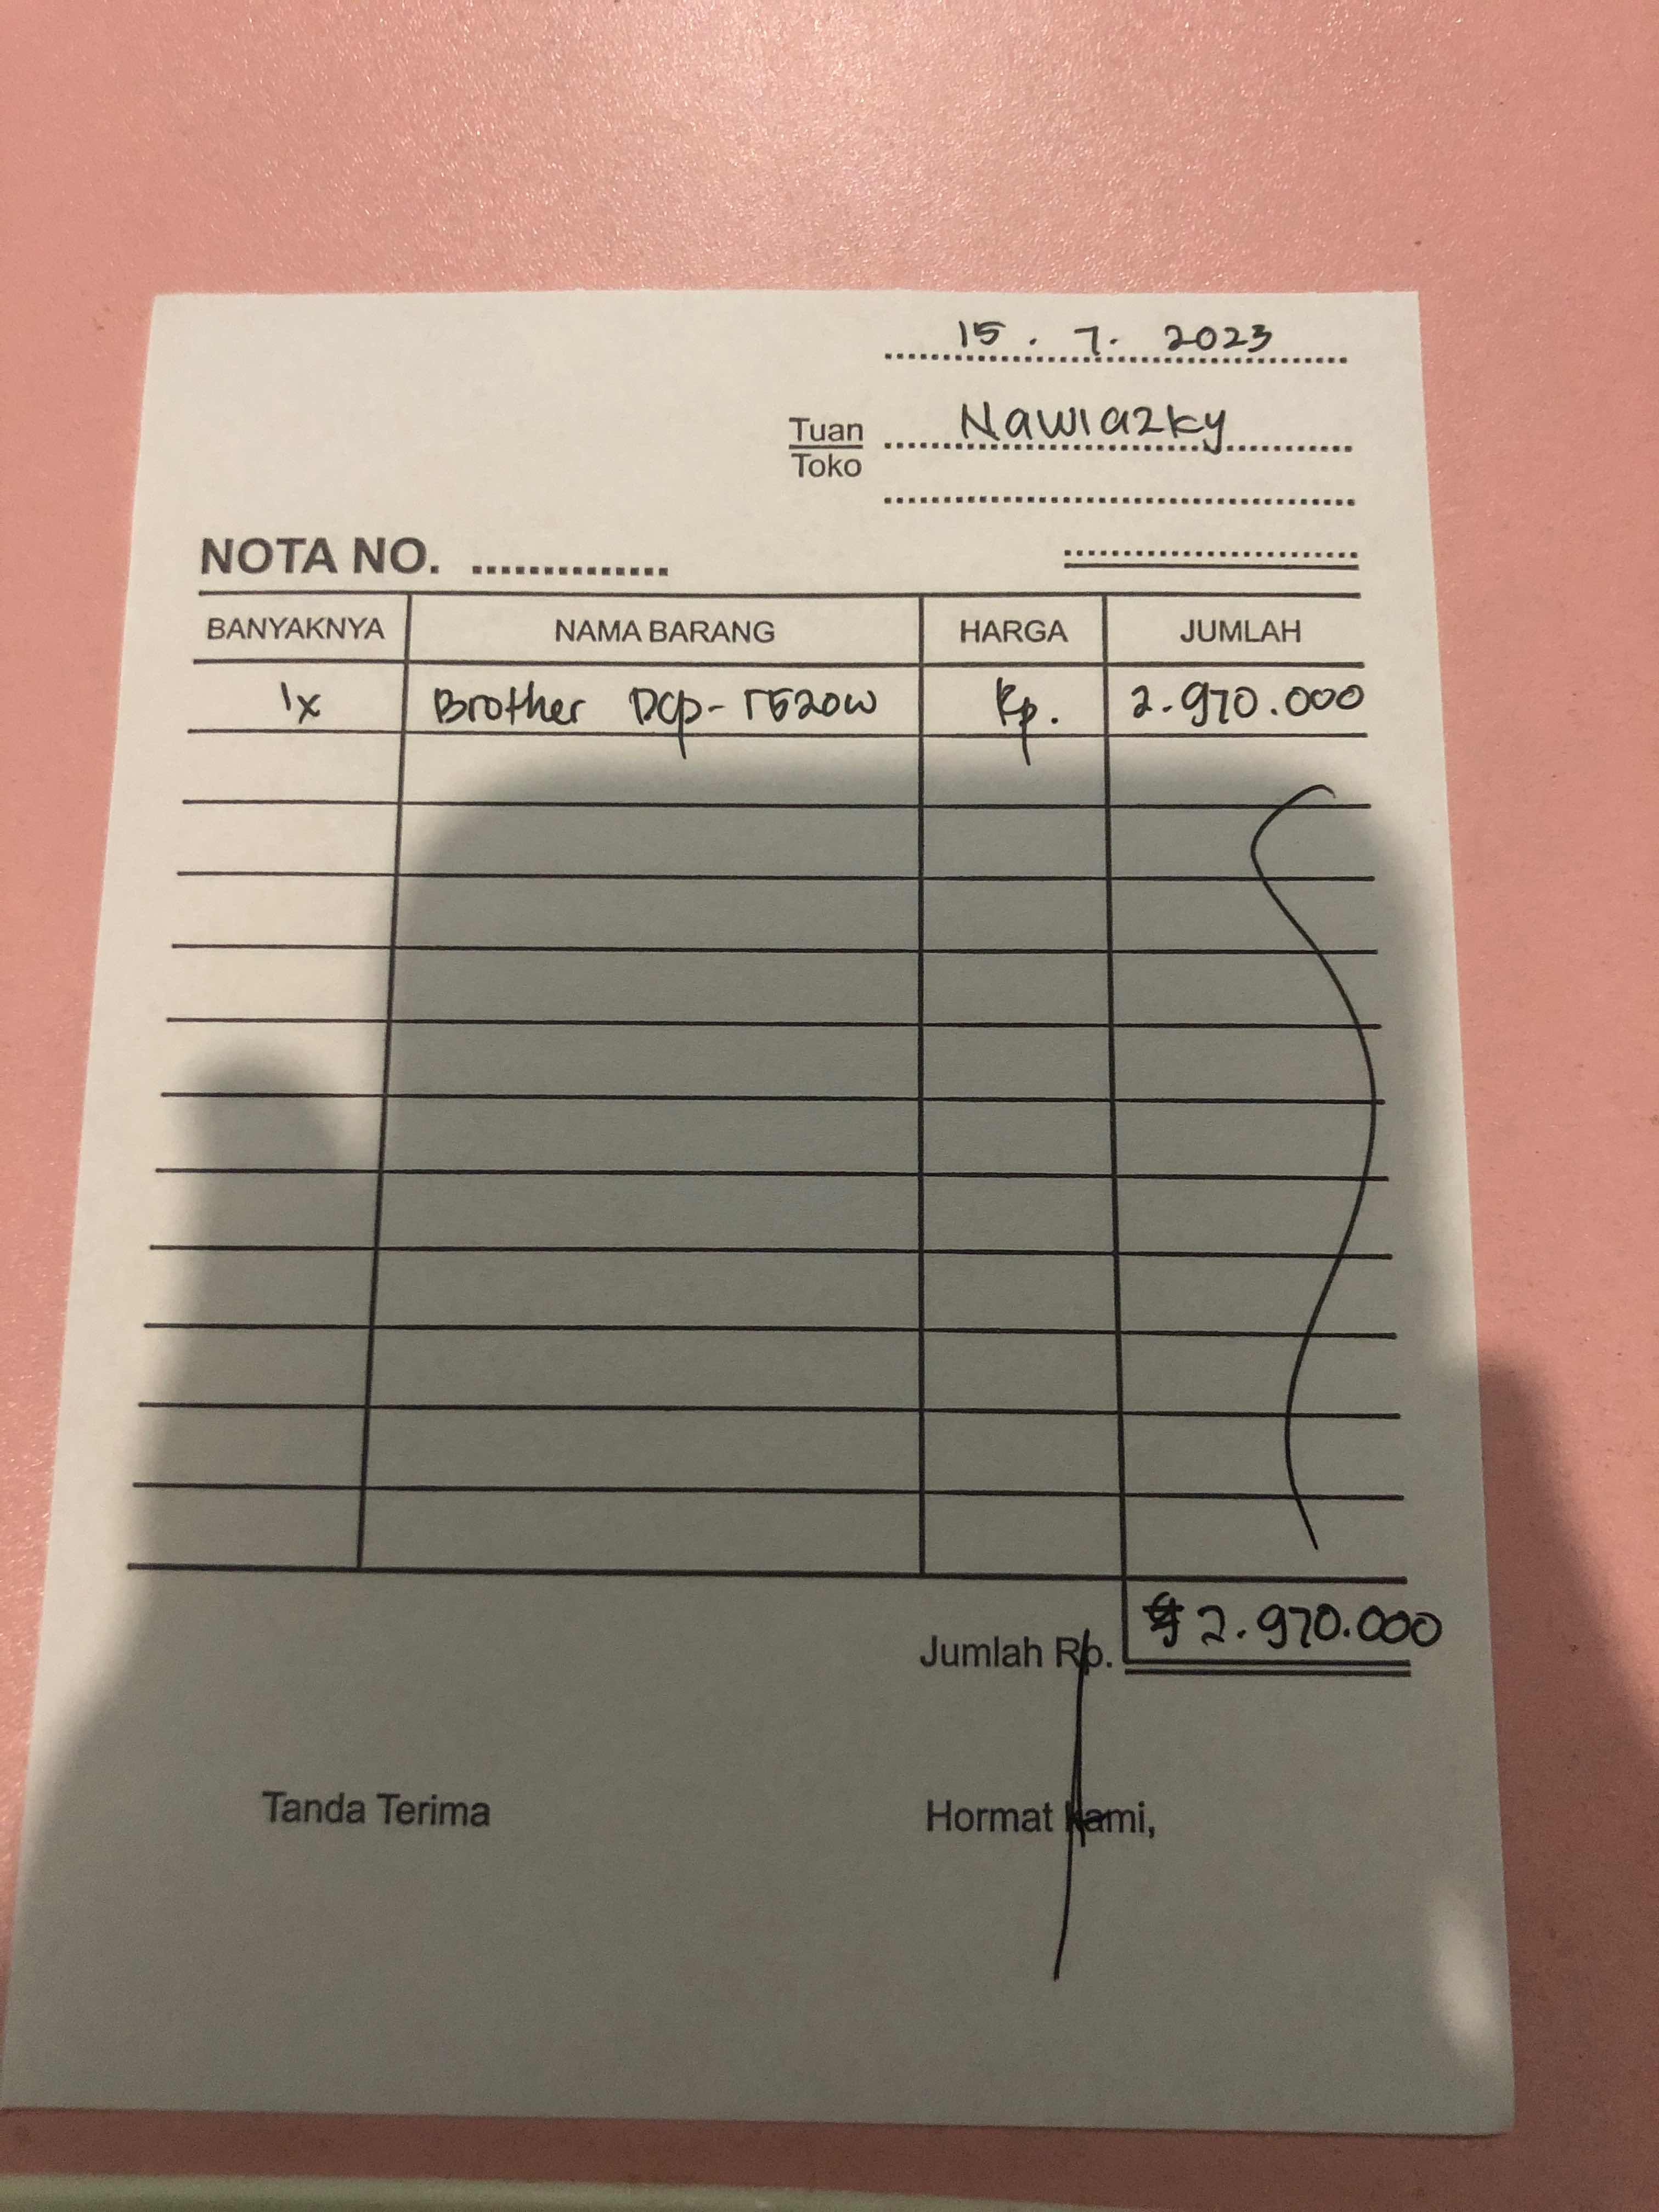 15 . 7. 2023
Tuan Nawiazky
Toko
NOTA NO. ..............
BANYAKNYA NAMA BARANG HARGA JUMLAH
1x Brother DCp-T520W Rp. 2.970.000
Jumlah Rp. 2.970.000
Tanda Terima Hormat Kami,